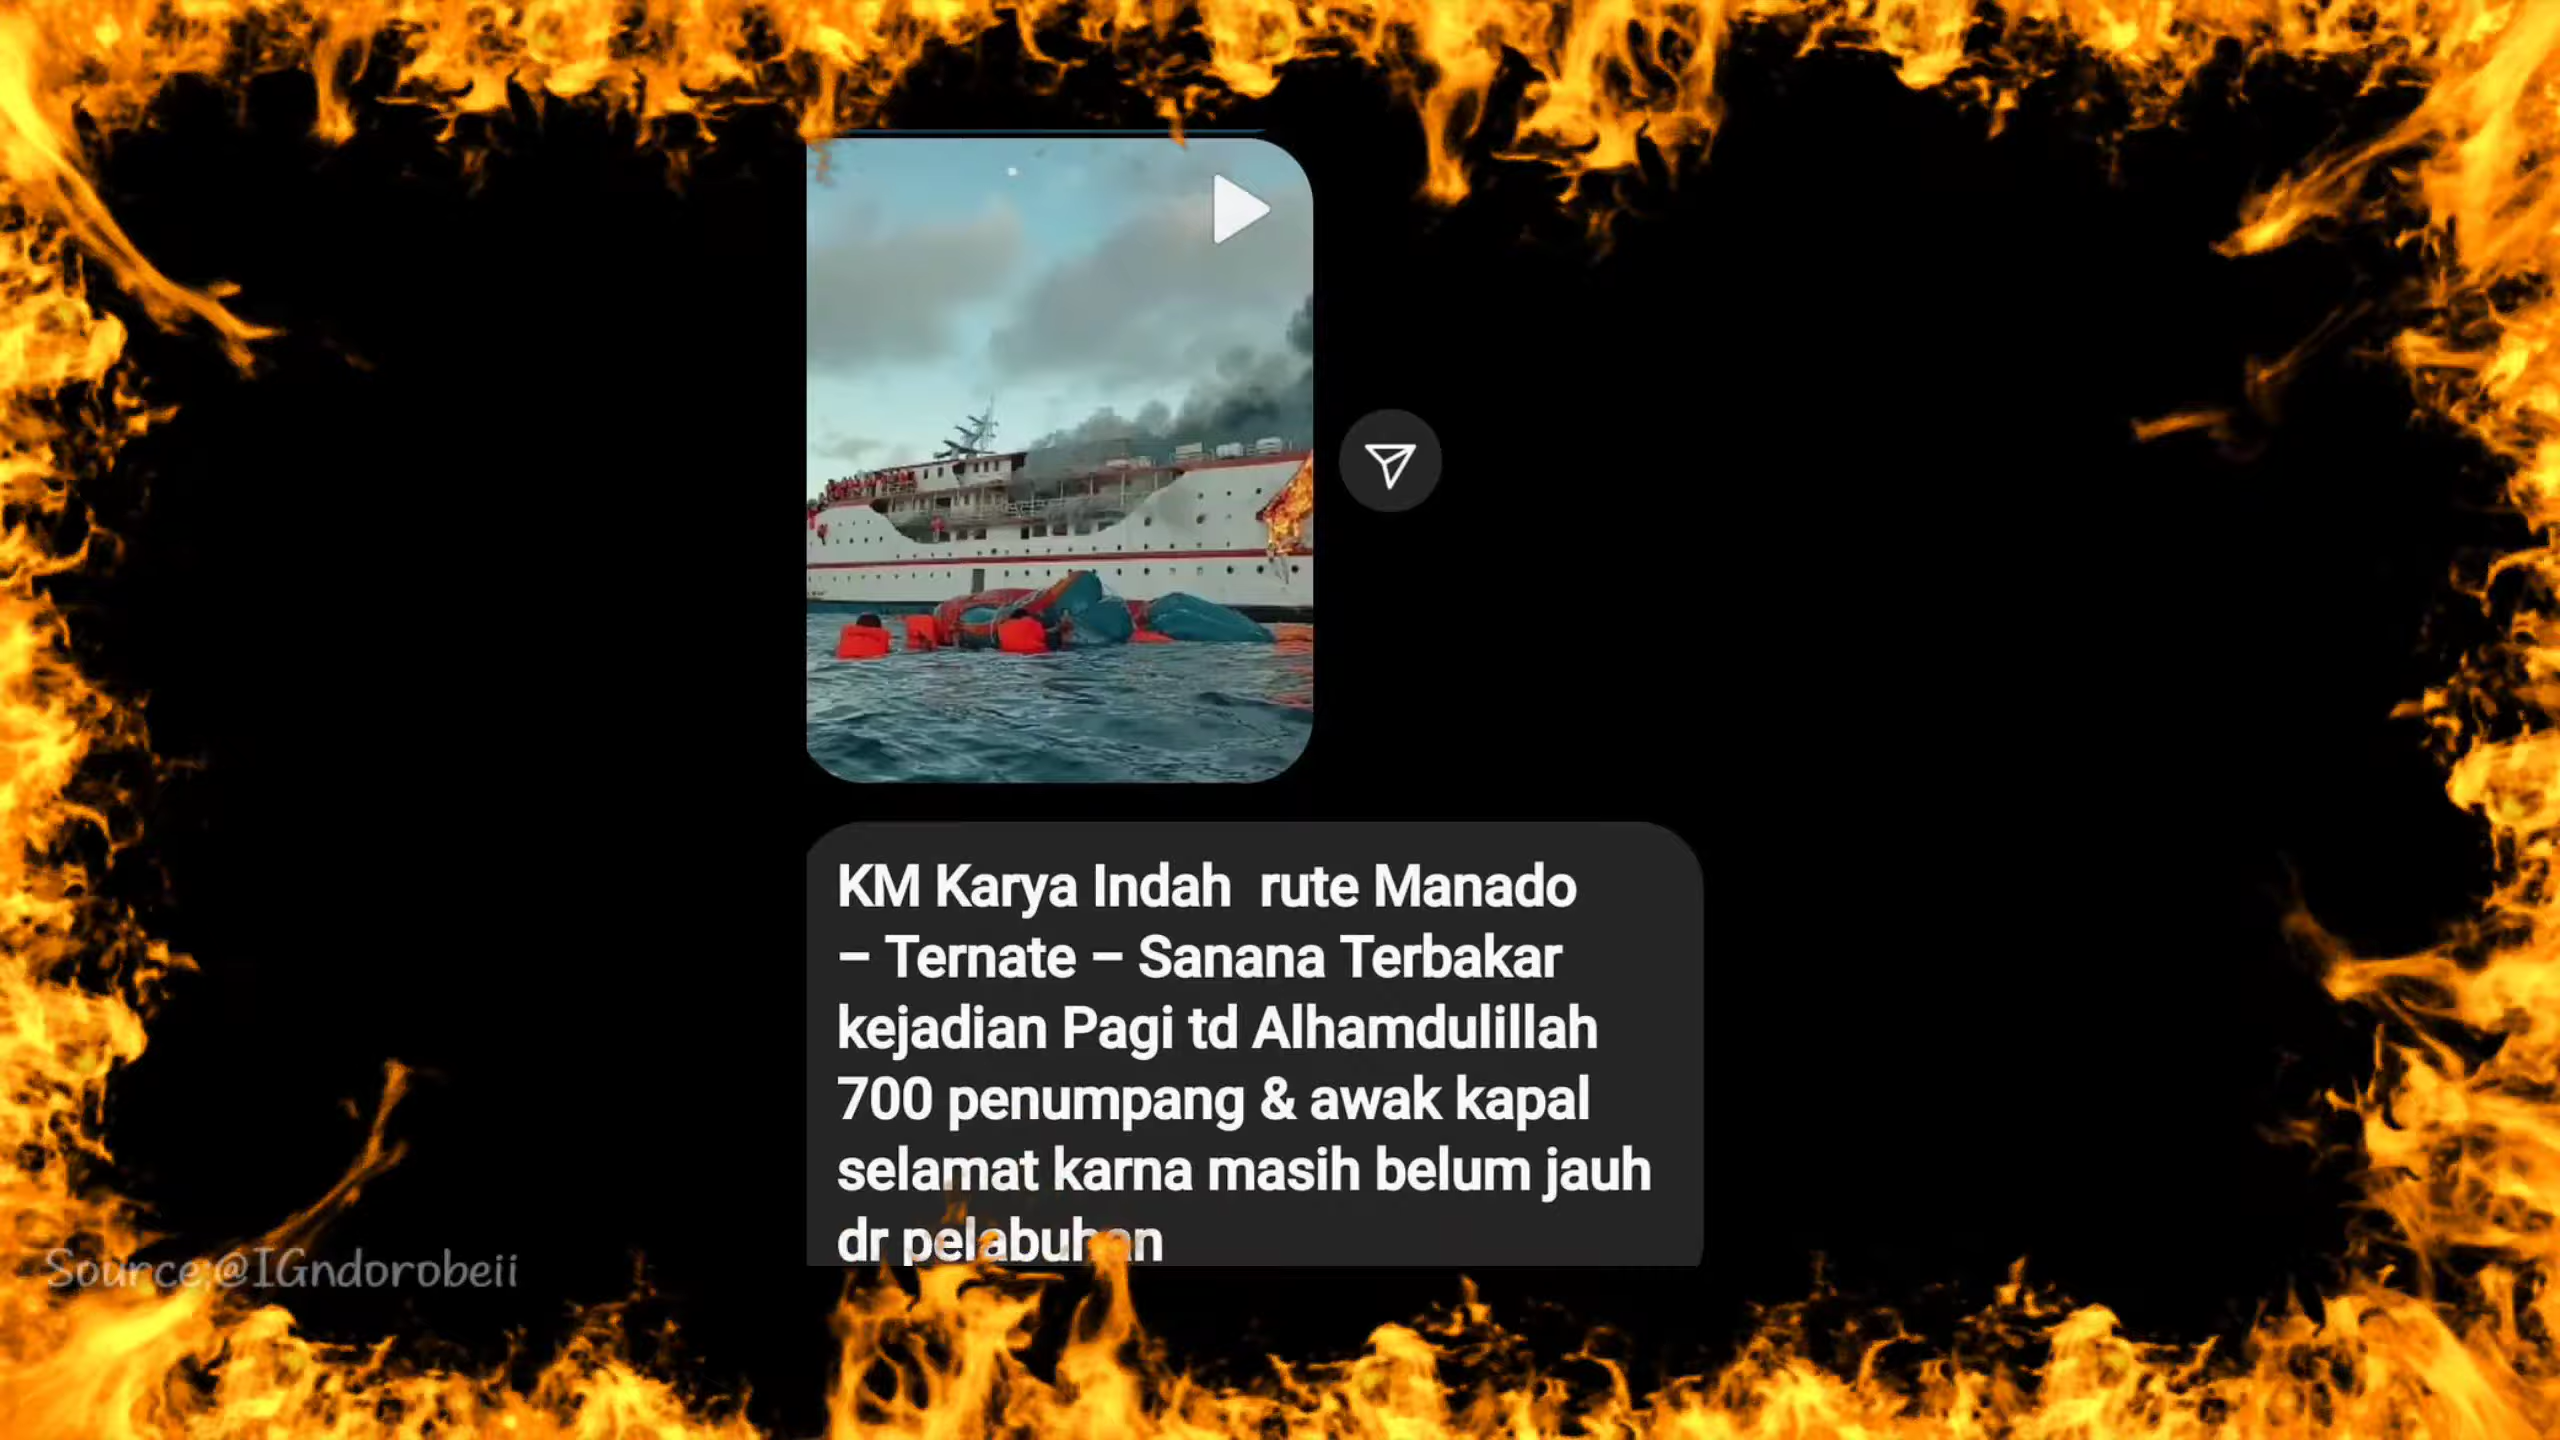 KM Karya Indah rute Manado
– Ternate – Sanana Terbakar
kejadian Pagi td Alhamdulillah
700 penumpang & awak kapal
selamat karna masih belum jauh
dr pelabuhan
Source;@IGndorobeii